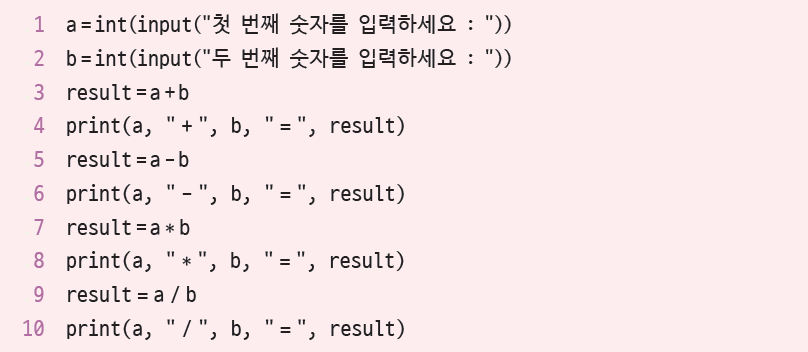 1 a=int(input("첫 번째 숫자를 입력하세요 : "))
2 b=int(input("두 번째 숫자를 입력하세요 : "))
3 result=a+b
4 print(a, "+", b, "=", result)
5 result=a-b
6 print(a, "-", b, "=", result)
7 result=a*b
8 print(a, "*", b, "=", result)
9 result=a/b
10 print(a, "/", b, "=", result)